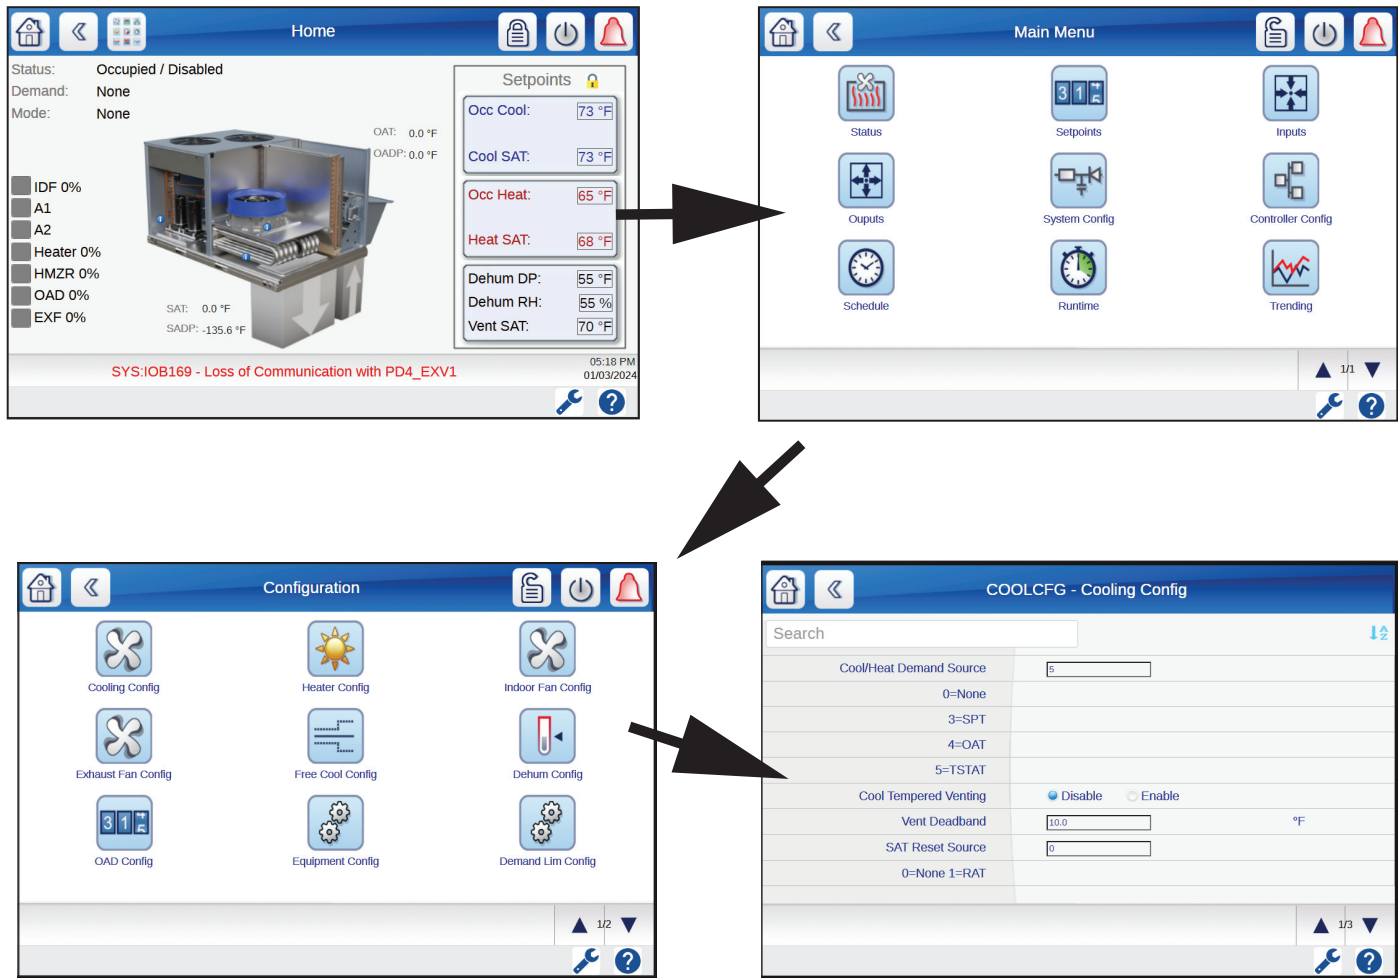 Home
Status: Occupied / Disabled
Demand: None
Mode: None
OAT: 0.0 °F
OADP: 0.0 °F
IDF 0%
A1
A2
Heater 0%
HMZR 0%
OAD 0%
EXF 0%
SAT: 0.0 °F
SADP: -135.6 °F
Setpoints
Occ Cool: 73 °F
Cool SAT: 73 °F
Occ Heat: 65 °F
Heat SAT: 68 °F
Dehum DP: 55 °F
Dehum RH: 55 %
Vent SAT: 70 °F
SYS:IOB169 - Loss of Communication with PD4_EXV1
05:18 PM
01/03/2024
?
Main Menu
3 1
Status Setpoints Inputs
Ouputs System Config Controller Config
Schedule Runtime Trending
1/1
?
Configuration
Cooling Config Heater Config Indoor Fan Config
Exhaust Fan Config Free Cool Config Dehum Config
3 1
OAD Config Equipment Config Demand Lim Config
1/2
?
COOLCFG - Cooling Config
Search
A
Z
Cool/Heat Demand Source 5
0=None
3=SPT
4=OAT
5=TSTAT
Cool Tempered Venting Disable Enable
Vent Deadband 10.0 °F
SAT Reset Source 0
0=None 1=RAT
1/3
?